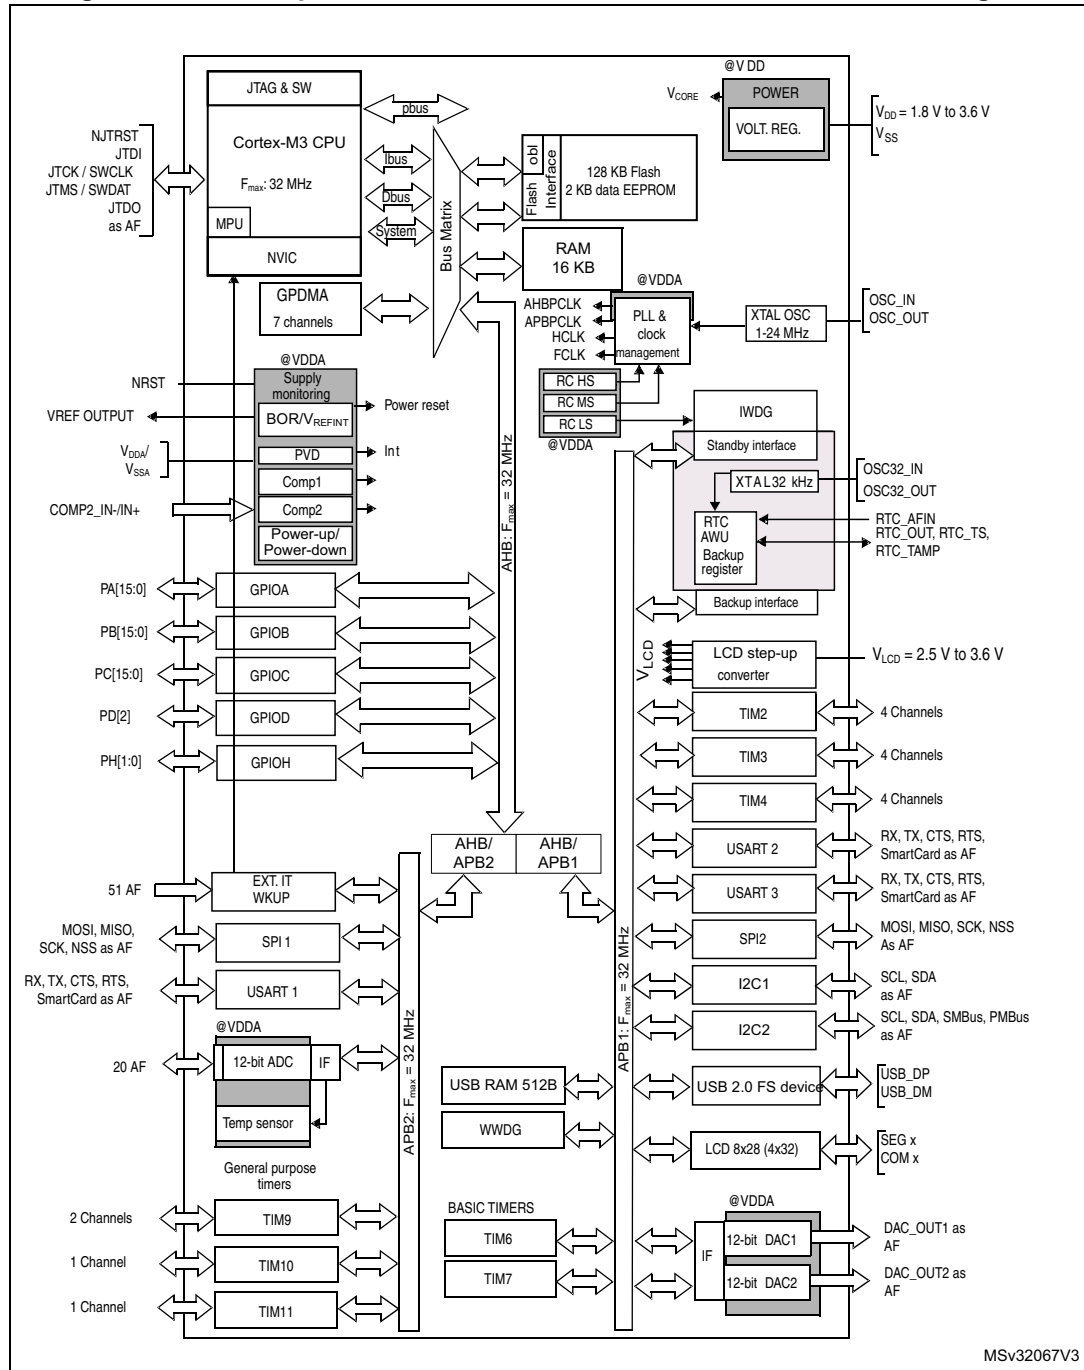 @V DD
JTAG & SW
pbus
V_CORE
POWER
VOLT. REG.
V_DD = 1.8 V to 3.6 V
V_SS
NJTRST
JTDI
JTCK / SWCLK
JTMS / SWDAT
JTDO
as AF
Cortex-M3 CPU
F_max: 32 MHz
MPU
NVIC
Ibus
Dbus
System
Bus Matrix
Flash obl
Interface
128 KB Flash
2 KB data EEPROM
RAM
16 KB
GPDMA
7 channels
@VDDA
AHBPCLK
APBPCLK
HCLK
FCLK
PLL &
clock
management
XTAL OSC
1-24 MHz
OSC_IN
OSC_OUT
RC HS
RC MS
RC LS
@VDDA
IWDG
Standby interface
@VDDA
NRST
Supply
monitoring
VREF OUTPUT
BOR/V_REFINT
Power reset
V_DDA/
V_SSA
PVD
Int
Comp1
COMP2_IN-/IN+
Comp2
Power-up/
Power-down
AHB: F_max = 32 MHz
XTAL32 kHz
OSC32_IN
OSC32_OUT
RTC
AWU
Backup
register
RTC_AFIN
RTC_OUT, RTC_TS,
RTC_TAMP
Backup interface
PA[15:0]
GPIOA
PB[15:0]
GPIOB
PC[15:0]
GPIOC
PD[2]
GPIOD
PH[1:0]
GPIOH
V_LCD
LCD step-up
converter
V_LCD = 2.5 V to 3.6 V
TIM2
4 Channels
TIM3
4 Channels
TIM4
4 Channels
AHB/
APB2
AHB/
APB1
USART 2
RX, TX, CTS, RTS,
SmartCard as AF
USART 3
RX, TX, CTS, RTS,
SmartCard as AF
51 AF
EXT. IT
WKUP
MOSI, MISO,
SCK, NSS as AF
SPI 1
RX, TX, CTS, RTS,
SmartCard as AF
USART 1
APB2: F_max = 32 MHz
APB1: F_max = 32 MHz
SPI2
MOSI, MISO, SCK, NSS
As AF
I2C1
SCL, SDA
as AF
I2C2
SCL, SDA, SMBus, PMBus
as AF
@VDDA
20 AF
12-bit ADC
IF
Temp sensor
USB RAM 512B
USB 2.0 FS device
USB_DP
USB_DM
WWDG
LCD 8x28 (4x32)
SEG x
COM x
General purpose
timers
2 Channels
TIM9
1 Channel
TIM10
1 Channel
TIM11
BASIC TIMERS
TIM6
TIM7
@VDDA
IF
12-bit DAC1
DAC_OUT1 as
AF
12-bit DAC2
DAC_OUT2 as
AF
MSv32067V3